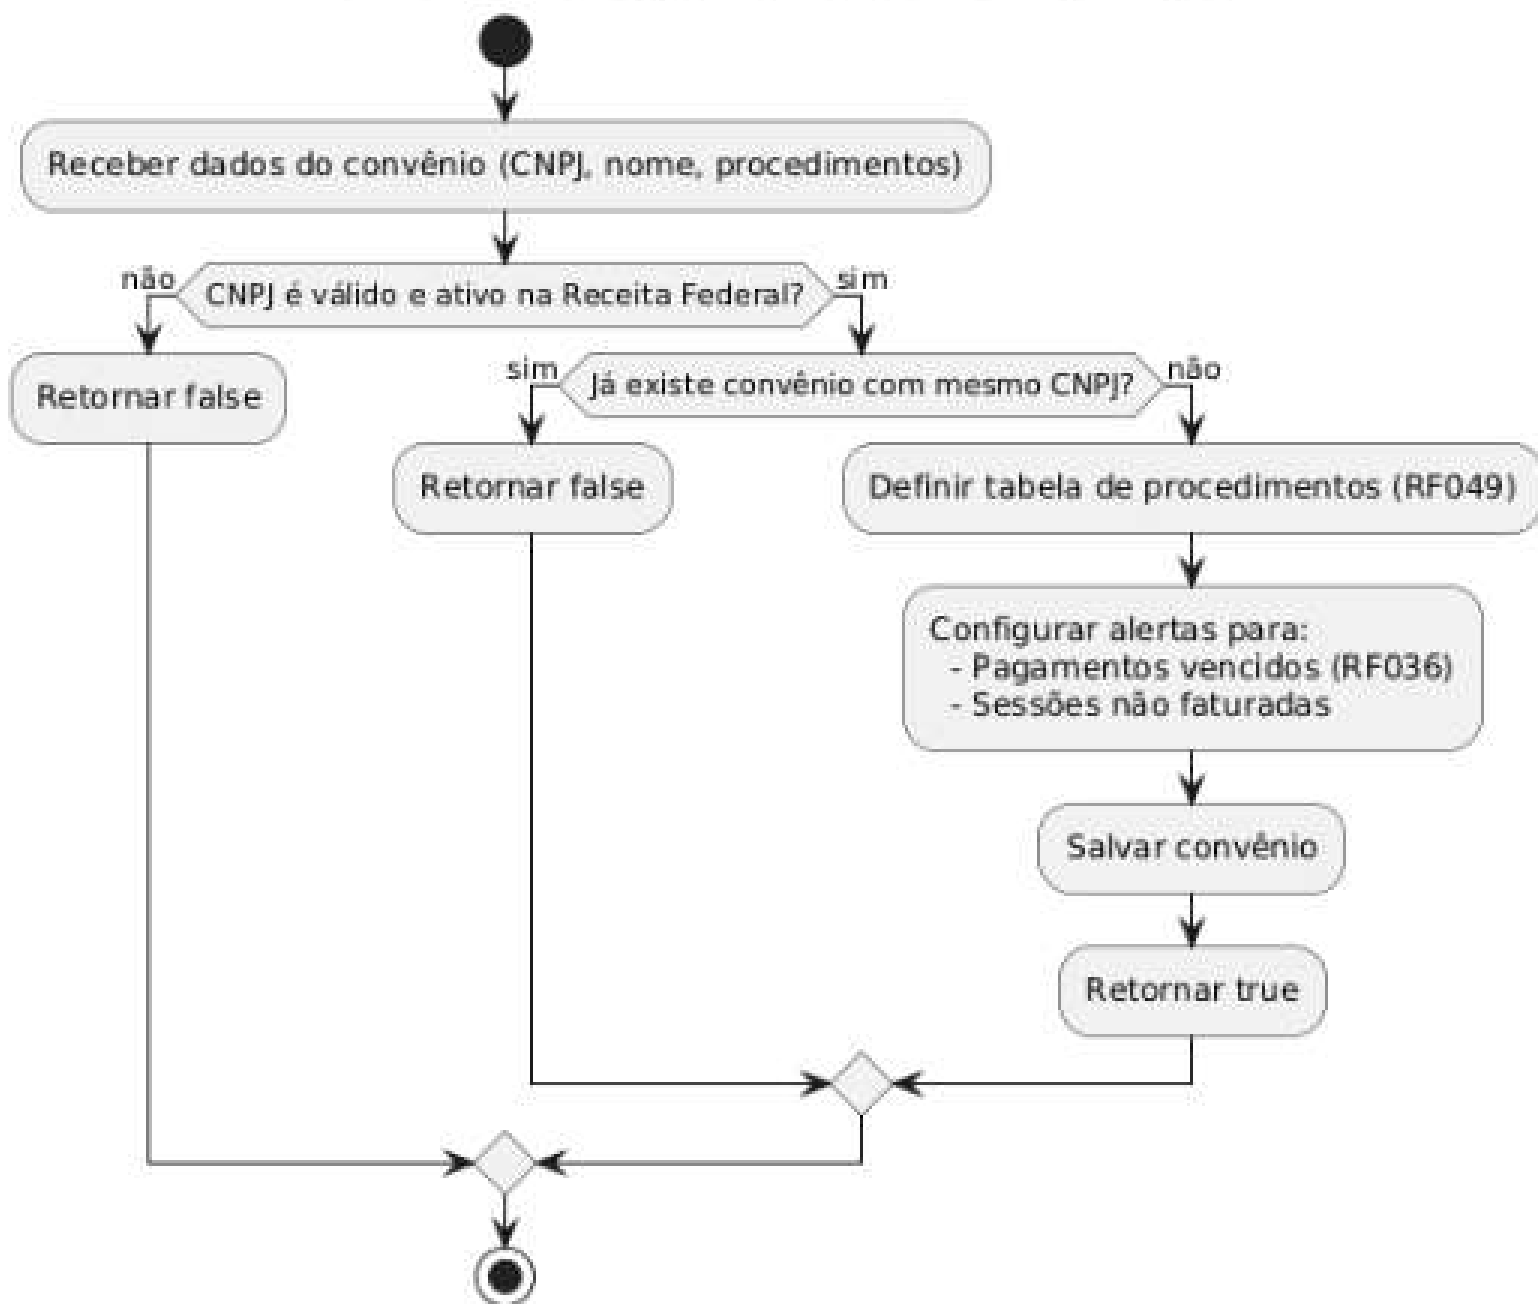 Receber dados do convênio (CNPJ, nome, procedimentos)
não
CNPJ é válido e ativo na Receita Federal?
sim
Retornar false
sim
Já existe convênio com mesmo CNPJ?
não
Retornar false
Definir tabela de procedimentos (RF049)
Configurar alertas para:
- Pagamentos vencidos (RF036)
- Sessões não faturadas
Salvar convênio
Retornar true